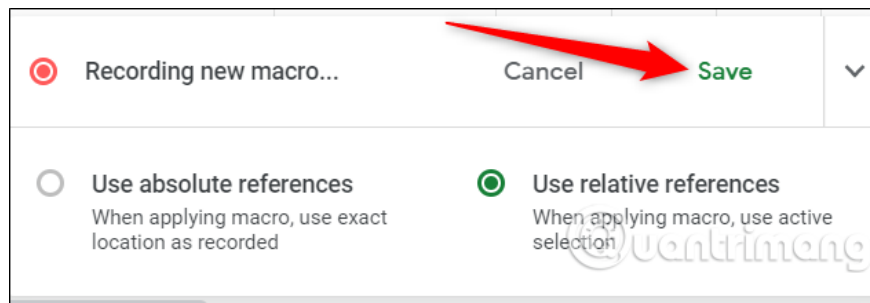 Recording new macro...
Cancel
Save
Use absolute references
Use relative references
When applying macro, use exact
location as recorded
When applying macro, use active
selection
Quantrimang